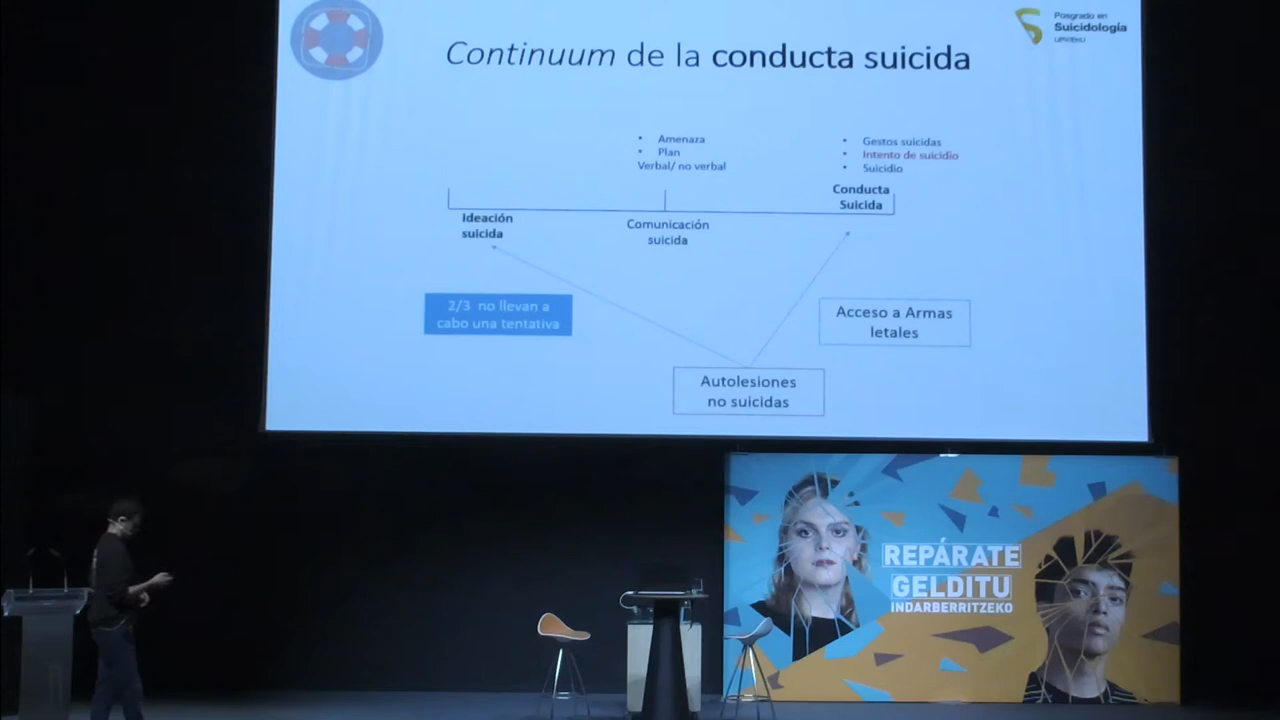 Posgrado en
Suicidología
UPV/EHU
Continuum de la conducta suicida
• Amenaza
• Plan
Verbal/ no verbal
• Gestos suicidas
• Intento de suicidio
• Suicidio
Conducta
Suicida
Ideación
suicida
Comunicación
suicida
2/3 no llevan a
cabo una tentativa
Acceso a Armas
letales
Autolesiones
no suicidas
REPÁRATE
GELDITU
INDARBERRITZEKO